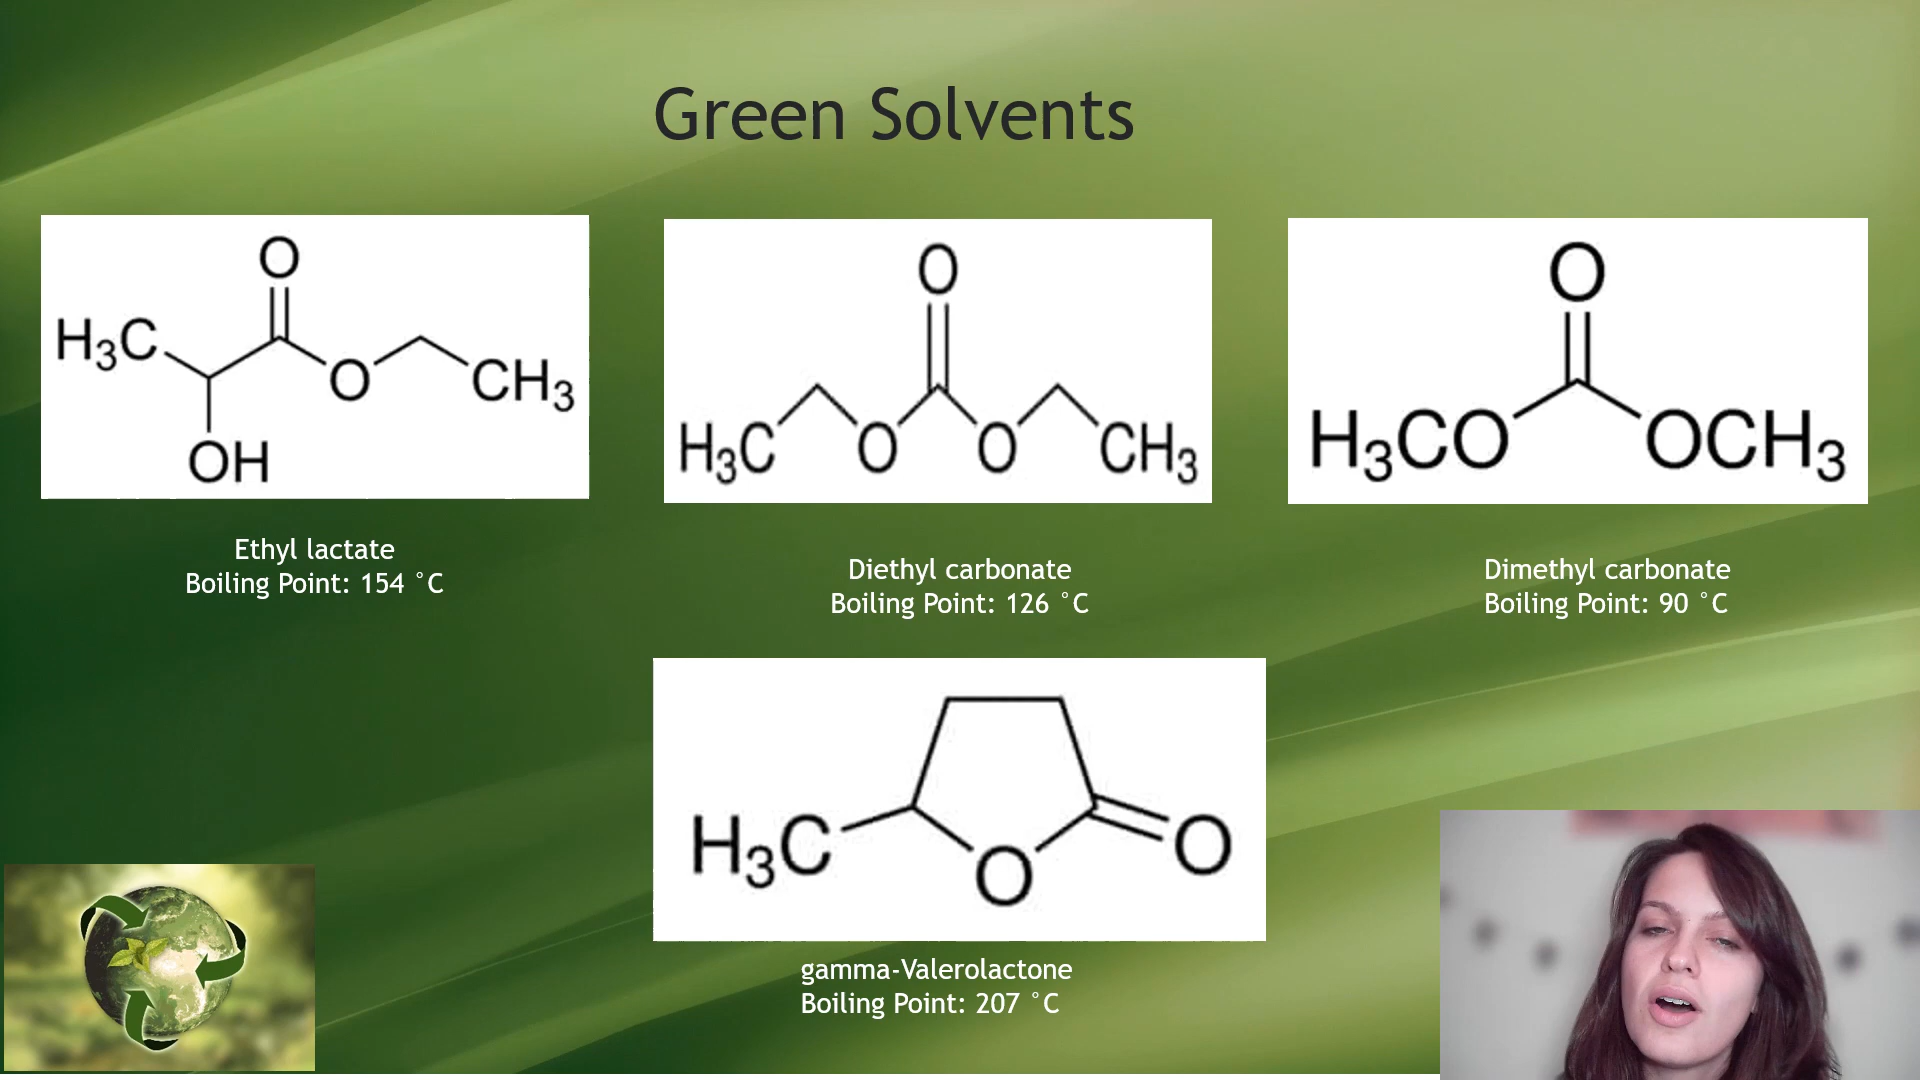 Green Solvents
O
H₃C
O
CH₃
OH
O
H₃C
O
O
CH₃
O
H₃CO
OCH₃
Ethyl lactate
Boiling Point: 154 °C
Diethyl carbonate
Boiling Point: 126 °C
Dimethyl carbonate
Boiling Point: 90 °C
H₃C
O
O
gamma-Valerolactone
Boiling Point: 207 °C